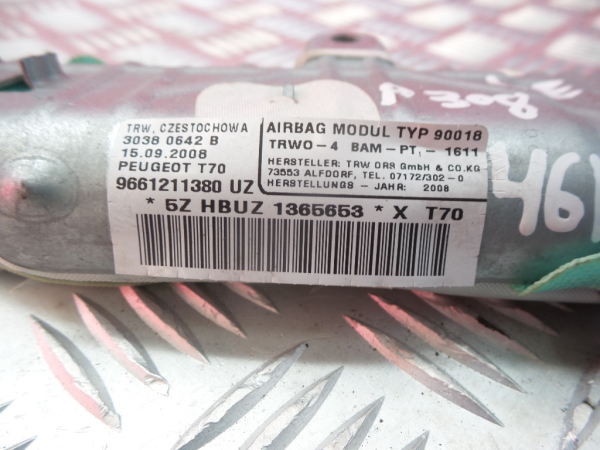 TRW, CZESTOCHOWA
3038 0642 B
15.09.2008
PEUGEOT T70
9661211380 UZ
AIRBAG MODUL TYP 90018
TRWO-4 BAM-PT,-1611
HERSTELLER: TRW ORS GmbH & CO.KG
73553 ALFDORF, TEL. 07172/302-0
HERSTELLUNGS - JAHR: 2008
* 5Z HBUZ 1365653 * X T70
A 308